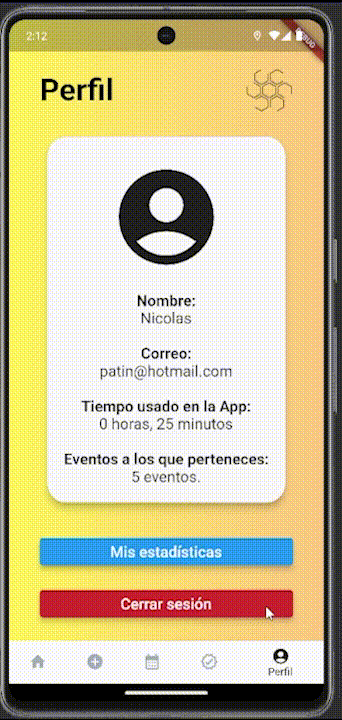 2:12
Perfil
Nombre:
Nicolas
Correo:
patin@hotmail.com
Tiempo usado en la App:
0 horas, 25 minutos
Eventos a los que perteneces:
5 eventos.
Mis estadísticas
Cerrar sesión
Perfil